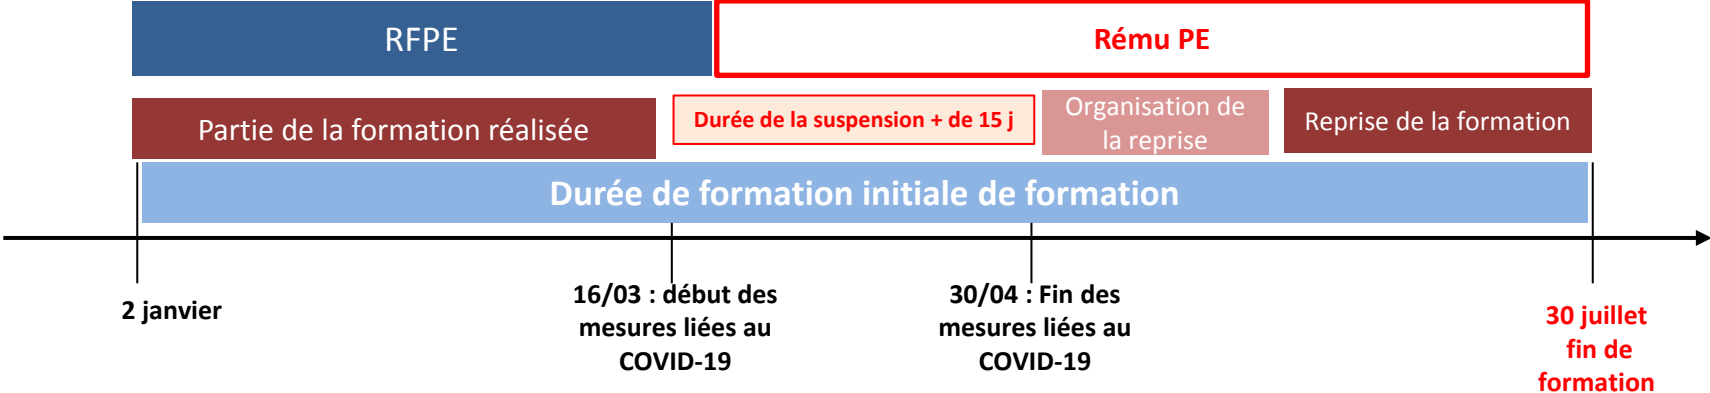 RFPE
Rému PE
Partie de la formation réalisée
Durée de la suspension + de 15 j
Organisation de
la reprise
Reprise de la formation
Durée de formation initiale de formation
2 janvier
16/03 : début des
mesures liées au
COVID-19
30/04 : Fin des
mesures liées au
COVID-19
30 juillet
fin de
formation